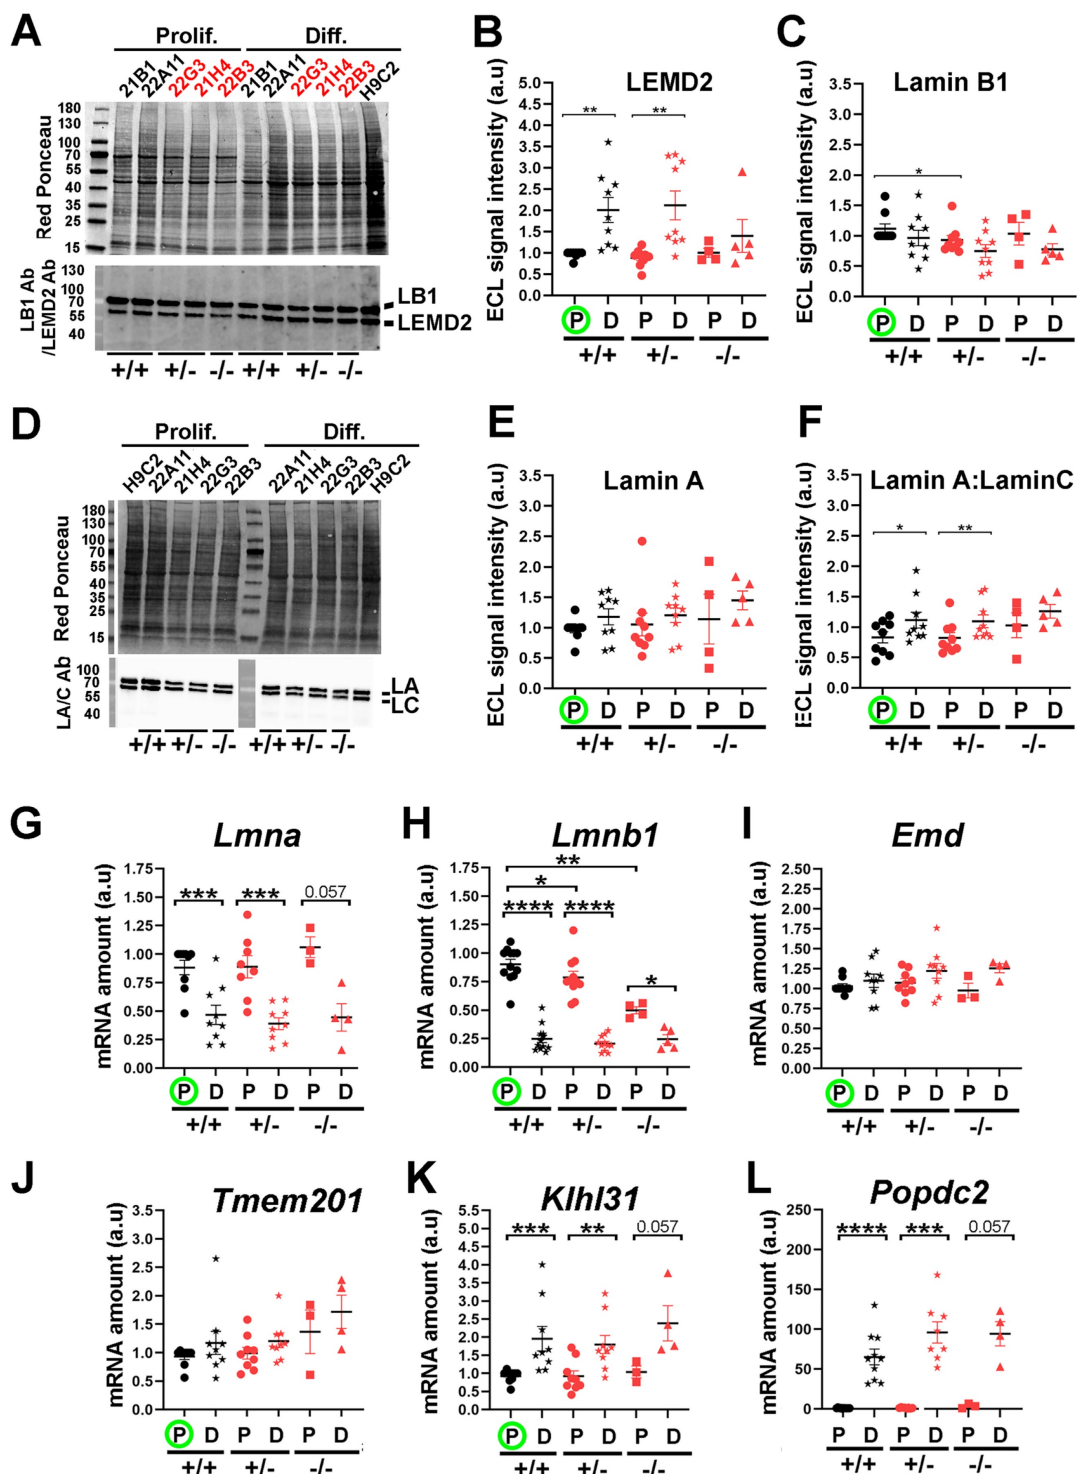 A
Prolif.
Diff.
21B1
22A11
22G3
21H4
22B3
21B1
22A11
22G3
21H4
22B3
H9C2
Red Ponceau
180
130
100
70
55
40
35
25
15
LB1 Ab
/LEMD2 Ab
130
100
70
55
40
LB1
LEMD2
+/+
+/-
-/-
+/+
+/-
-/-
B
LEMD2
ECL signal intensity (a.u)
5.0
4.5
4.0
3.5
3.0
2.5
2.0
1.5
1.0
0.5
0.0
**
**
P D P D P D
+/+ +/- -/-
C
Lamin B1
ECL signal intensity (a.u)
3.5
3.0
2.5
2.0
1.5
1.0
0.5
0.0
*
P D P D P D
+/+ +/- -/-
D
Prolif.
Diff.
H9C2
22A11
21H4
22G3
22B3
22A11
21H4
22G3
22B3
H9C2
Red Ponceau
180
130
100
70
55
40
35
25
15
LA/C Ab
100
70
55
40
LA
LC
+/+
+/-
-/-
+/+
+/-
-/-
E
Lamin A
ECL signal intensity (a.u)
3.5
3.0
2.5
2.0
1.5
1.0
0.5
0.0
P D P D P D
+/+ +/- -/-
F
Lamin A:LaminC
ECL signal intensity (a.u)
3.5
3.0
2.5
2.0
1.5
1.0
0.5
0.0
*
**
P D P D P D
+/+ +/- -/-
G
Lmna
mRNA amount (a.u)
1.75
1.50
1.25
1.00
0.75
0.50
0.25
0.00
***
***
0.057
P D P D P D
+/+ +/- -/-
H
Lmnb1
mRNA amount (a.u)
1.75
1.50
1.25
1.00
0.75
0.50
0.25
0.00
**
*
****
****
*
P D P D P D
+/+ +/- -/-
I
Emd
mRNA amount (a.u)
2.50
2.25
2.00
1.75
1.50
1.25
1.00
0.75
0.50
0.25
0.00
P D P D P D
+/+ +/- -/-
J
Tmem201
mRNA amount (a.u)
3.5
3.0
2.5
2.0
1.5
1.0
0.5
0.0
P D P D P D
+/+ +/- -/-
K
Klhl31
mRNA amount (a.u)
5.5
5.0
4.5
4.0
3.5
3.0
2.5
2.0
1.5
1.0
0.5
0.0
***
**
0.057
P D P D P D
+/+ +/- -/-
L
Popdc2
mRNA amount (a.u)
250
200
150
100
50
0
****
***
0.057
P D P D P D
+/+ +/- -/-